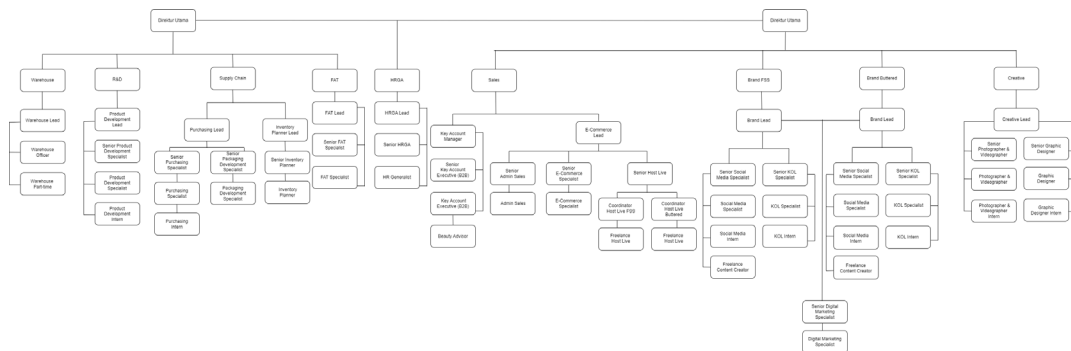 Direktur Utama
Direktur Utama
Warehouse
R&D
Supply Chain
FAT
HRGA
Sales
Brand FSS
Brand Buttered
Creative
Warehouse Lead
Product
Development
Lead
Purchasing Lead
Inventory
Planner Lead
FAT Lead
HRGA Lead
Key Account
Manager
E-Commerce
Lead
Brand Lead
Brand Lead
Creative Lead
Warehouse
Officer
Senior Product
Development
Specialist
Senior
Purchasing
Specialist
Senior
Packaging
Development
Specialist
Senior Inventory
Planner
Senior FAT
Specialist
Senior HRGA
Senior
Key Account
Executive (B2B)
Senior
Admin Sales
Senior
E-Commerce
Specialist
Senior Host Live
Senior Social
Media Specialist
Senior KOL
Specialist
Senior Social
Media Specialist
Senior KOL
Specialist
Senior
Photographer &
Videographer
Senior Graphic
Designer
Warehouse
Product
Development
Specialist
Purchasing
Specialist
Packaging
Development
Specialist
Inventory
Planner
FAT Specialist
HR Generalist
Key Account
Executive (B2B)
Admin Sales
E-Commerce
Specialist
Coordinator
Host Live FSS
Coordinator
Host Live
Buttered
Social Media
Specialist
KOL Specialist
Social Media
Specialist
KOL Specialist
Photographer &
Videographer
Graphic
Designer
Product
Development
Intern
Purchasing
Intern
Beauty Advisor
Freelance
Host Live
Freelance
Host Live
Social Media
Intern
KOL Intern
Social Media
Intern
KOL Intern
Photographer &
Videographer
Intern
Graphic
Designer Intern
Freelance
Content Creator
Freelance
Content Creator
Senior Digital
Marketing
Specialist
Digital Marketing
Specialist